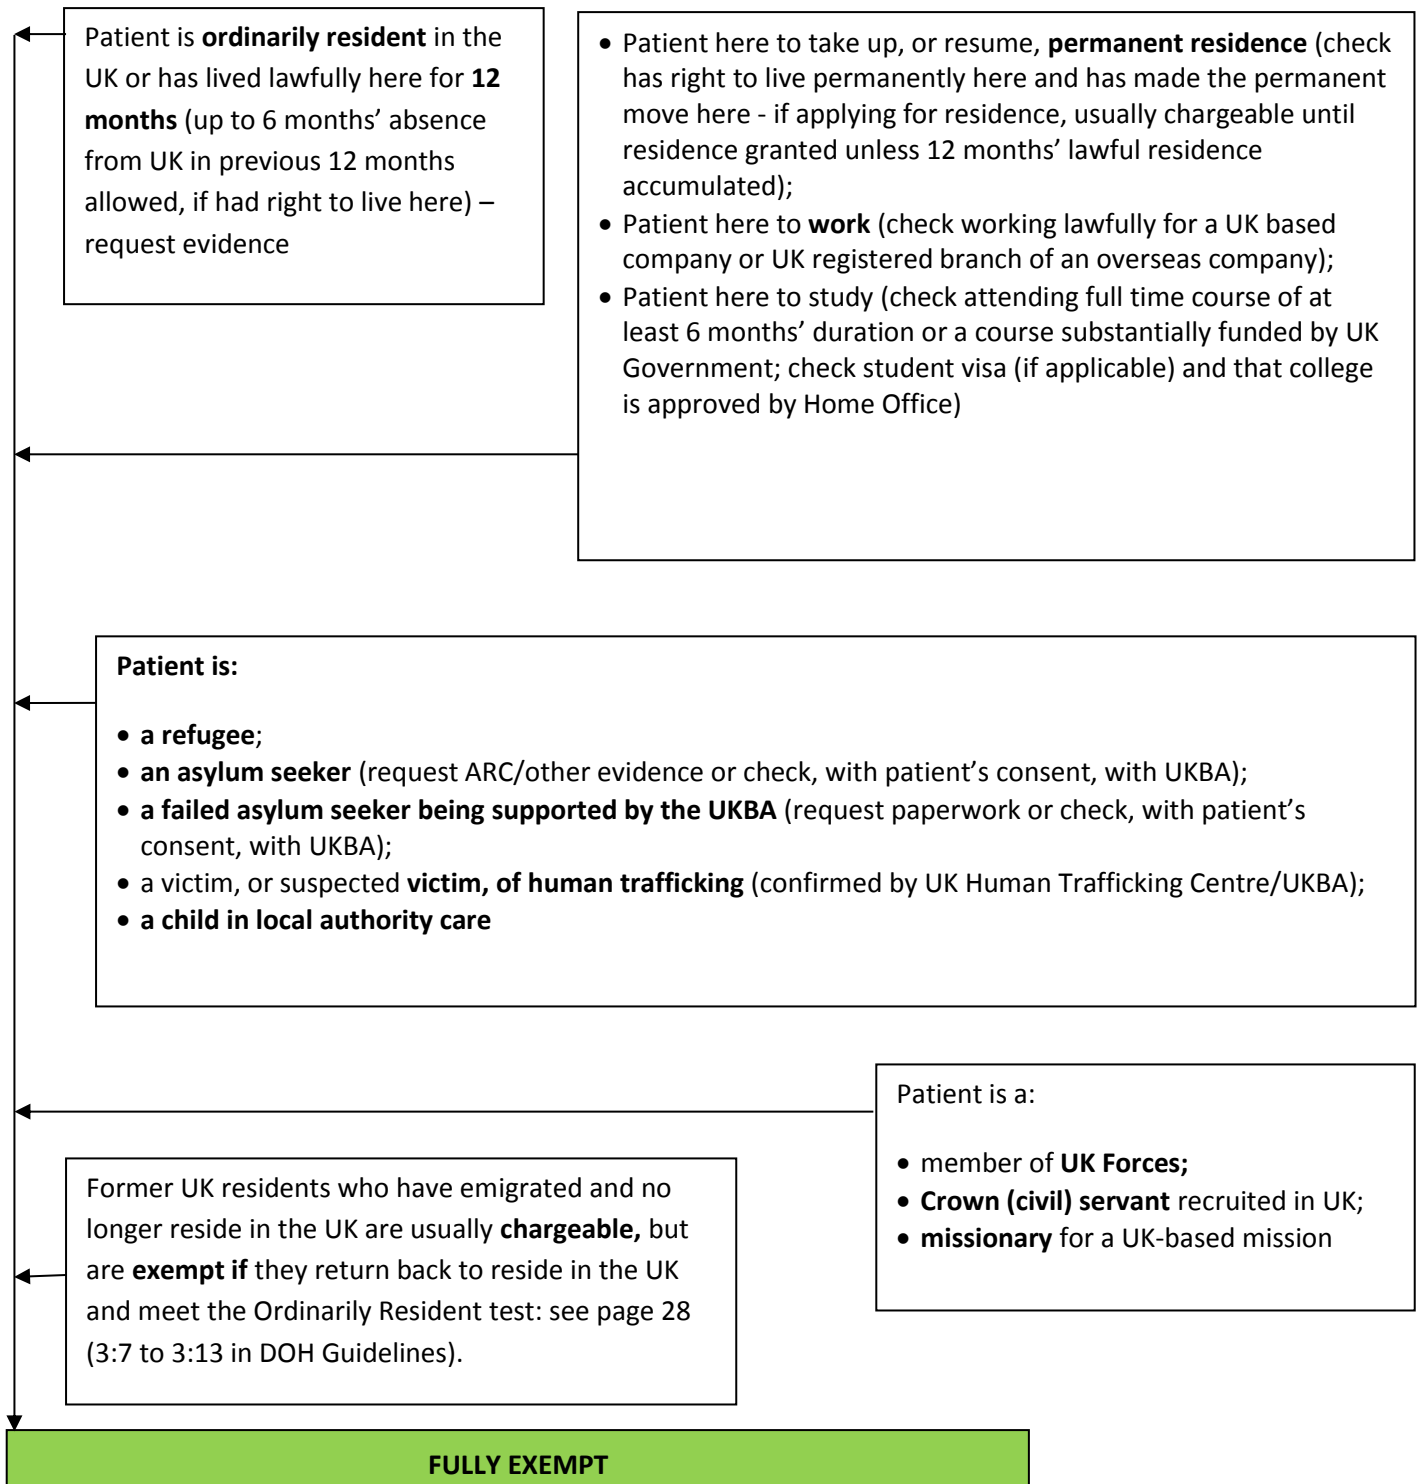 Patient is ordinarily resident in the
UK or has lived lawfully here for 12
months (up to 6 months’ absence
from UK in previous 12 months
allowed, if had right to live here) –
request evidence
• Patient here to take up, or resume, permanent residence (check
has right to live permanently here and has made the permanent
move here - if applying for residence, usually chargeable until
residence granted unless 12 months’ lawful residence
accumulated);
• Patient here to work (check working lawfully for a UK based
company or UK registered branch of an overseas company);
• Patient here to study (check attending full time course of at
least 6 months’ duration or a course substantially funded by UK
Government; check student visa (if applicable) and that college
is approved by Home Office)
Patient is:
• a refugee;
• an asylum seeker (request ARC/other evidence or check, with patient’s consent, with UKBA);
• a failed asylum seeker being supported by the UKBA (request paperwork or check, with patient’s
consent, with UKBA);
• a victim, or suspected victim, of human trafficking (confirmed by UK Human Trafficking Centre/UKBA);
• a child in local authority care
Patient is a:
• member of UK Forces;
• Crown (civil) servant recruited in UK;
• missionary for a UK-based mission
Former UK residents who have emigrated and no
longer reside in the UK are usually chargeable, but
are exempt if they return back to reside in the UK
and meet the Ordinarily Resident test: see page 28
(3:7 to 3:13 in DOH Guidelines).
FULLY EXEMPT